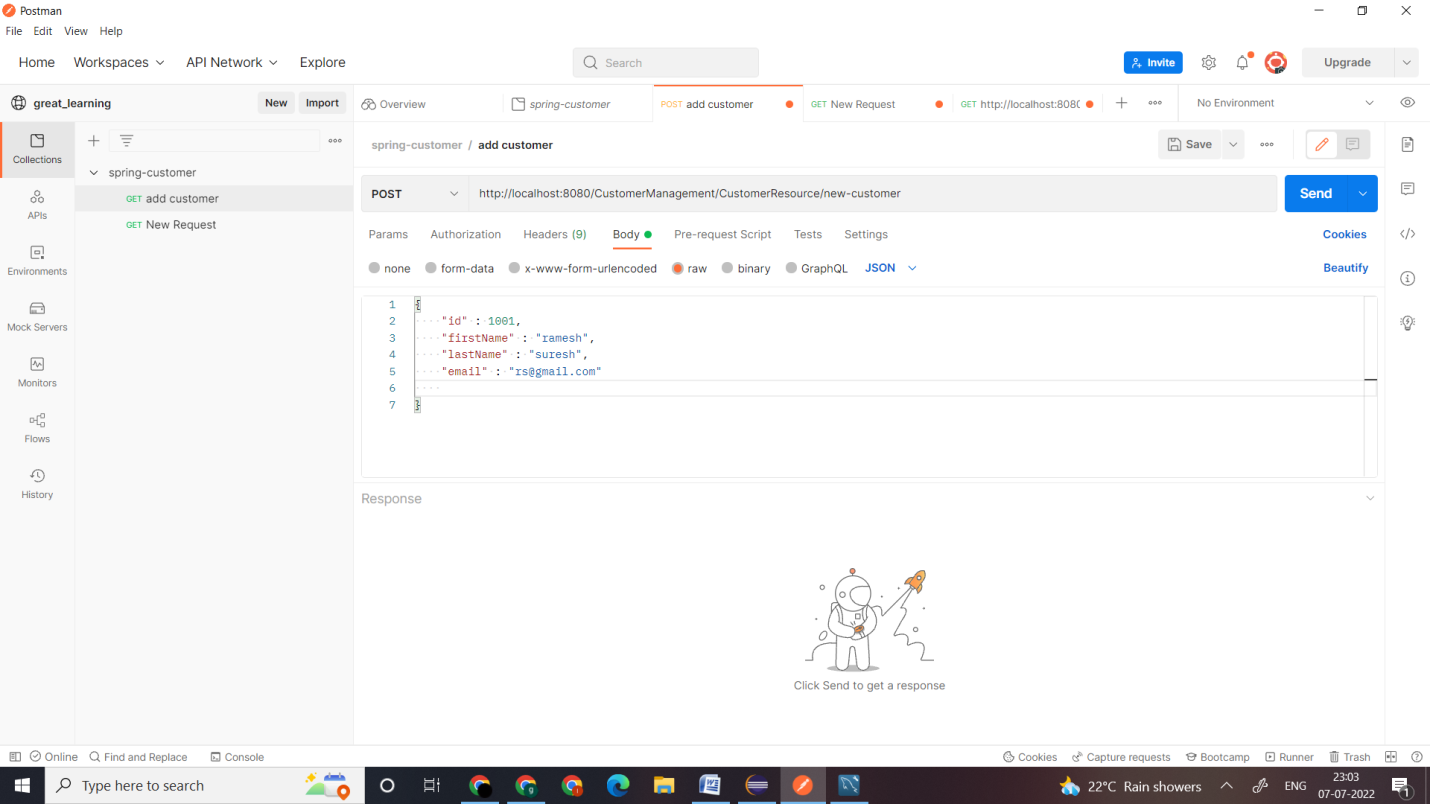 Postman
File Edit View Help
Home Workspaces API Network Explore Search Invite Upgrade
great_learning New Import Overview spring-customer POST add customer GET New Request GET http://localhost:808 No Environment
Collections
APIs
Environments
Mock Servers
Monitors
Flows
History
spring-customer
GET add customer
GET New Request
spring-customer / add customer Save
POST http://localhost:8080/CustomerManagement/CustomerResource/new-customer Send
Params Authorization Headers (9) Body Pre-request Script Tests Settings Cookies
none form-data x-www-form-urlencoded raw binary GraphQL JSON Beautify
1 {
2 "id" : 1001,
3 "firstName" : "ramesh",
4 "lastName" : "suresh",
5 "email" : "rs@gmail.com"
6
7 }
Response
Click Send to get a response
Online Find and Replace Console Cookies Capture requests Bootcamp Runner Trash
Type here to search 22°C Rain showers ENG 23:03
07-07-2022 1